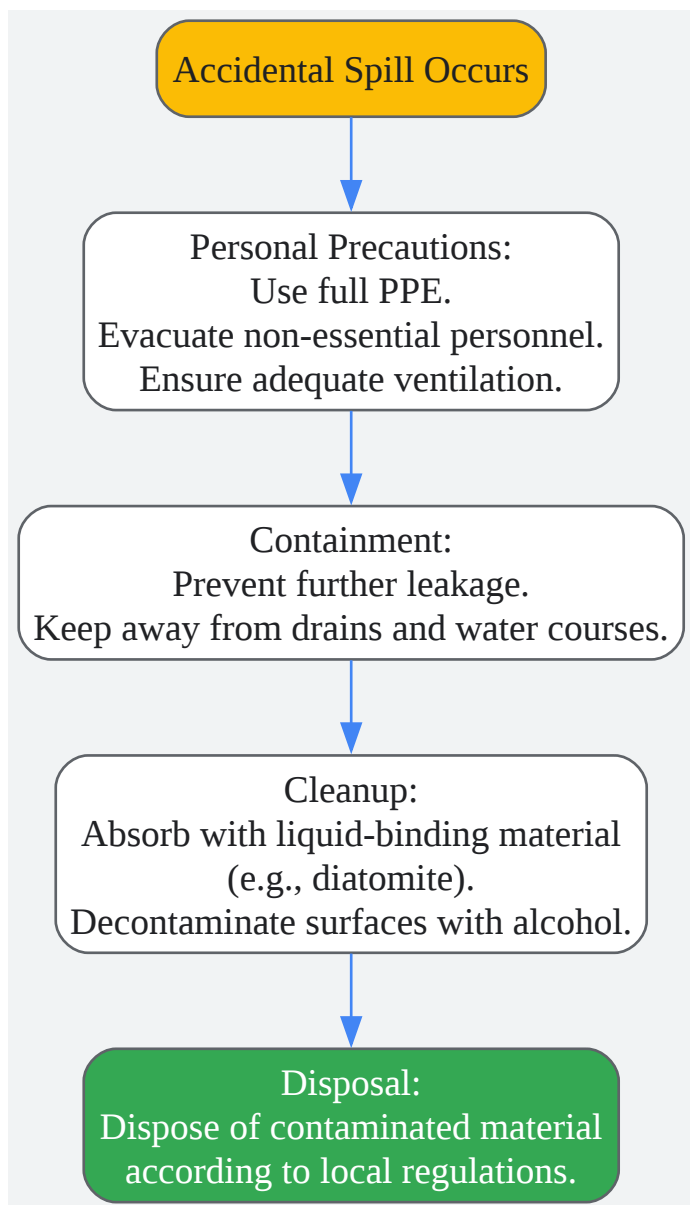 Accidental Spill Occurs
Personal Precautions:
Use full PPE.
Evacuate non-essential personnel.
Ensure adequate ventilation.
Containment:
Prevent further leakage.
Keep away from drains and water courses.
Cleanup:
Absorb with liquid-binding material
(e.g., diatomite).
Decontaminate surfaces with alcohol.
Disposal:
Dispose of contaminated material
according to local regulations.